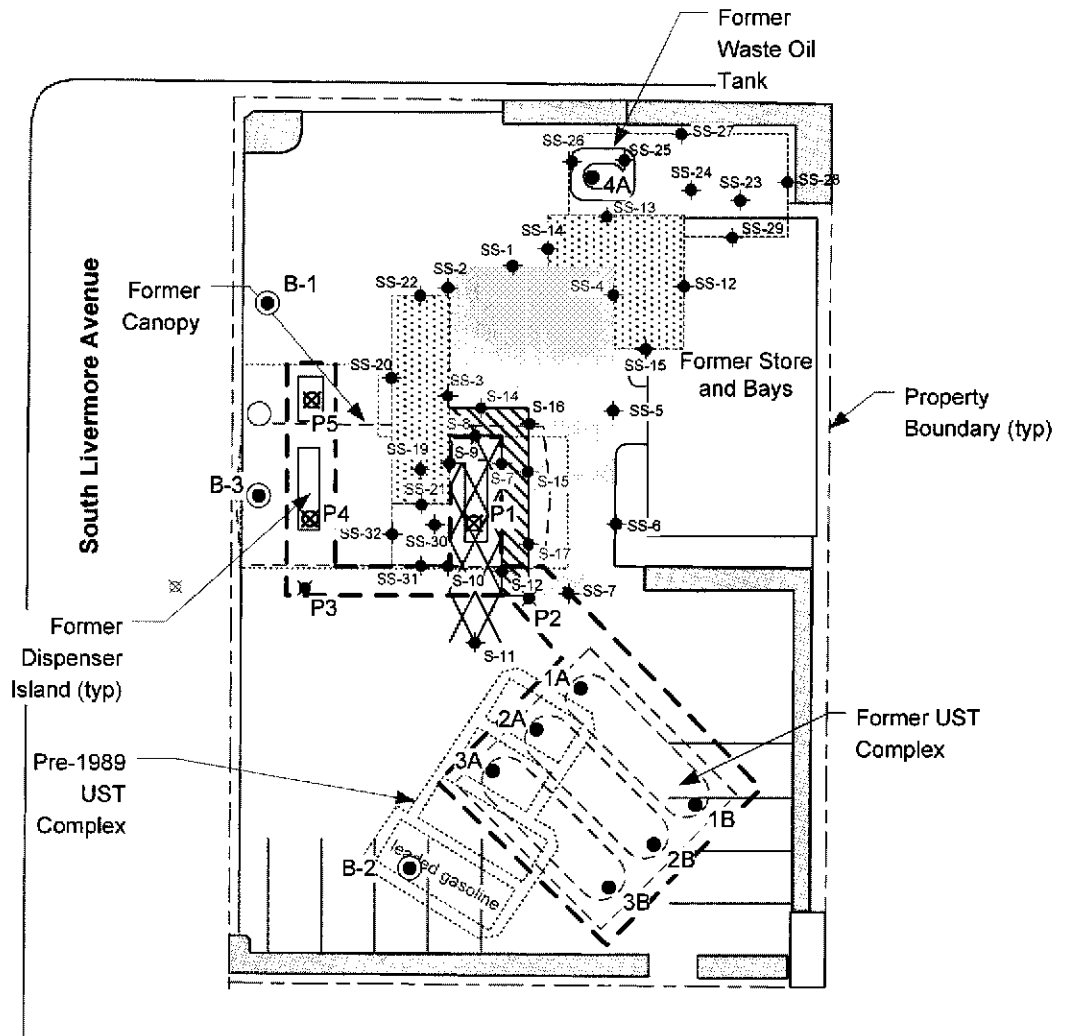 Former
Waste Oil
Tank
SS-27
SS-26
SS-25
SS-24
SS-23
SS-28
4A
SS-13
SS-29
SS-14
SS-1
SS-2
SS-4
SS-12
SS-22
B-1
Former
Canopy
South Livermore Avenue
SS-15
Former Store
and Bays
SS-20
SS-3
S-14
S-16
SS-5
Property
Boundary (typ)
P5
S-8
SS-19
S-9
S-7
S-15
B-3
SS-2
P4
P1
SS-6
SS-32
SS-30
S-17
SS-31
S-10
S-12
SS-7
P3
P2
Former
Dispenser
Island (typ)
S-11
1A
2A
3A
Former UST
Complex
Pre-1989
UST
Complex
1B
2B
3B
B-2
leaded gasoline